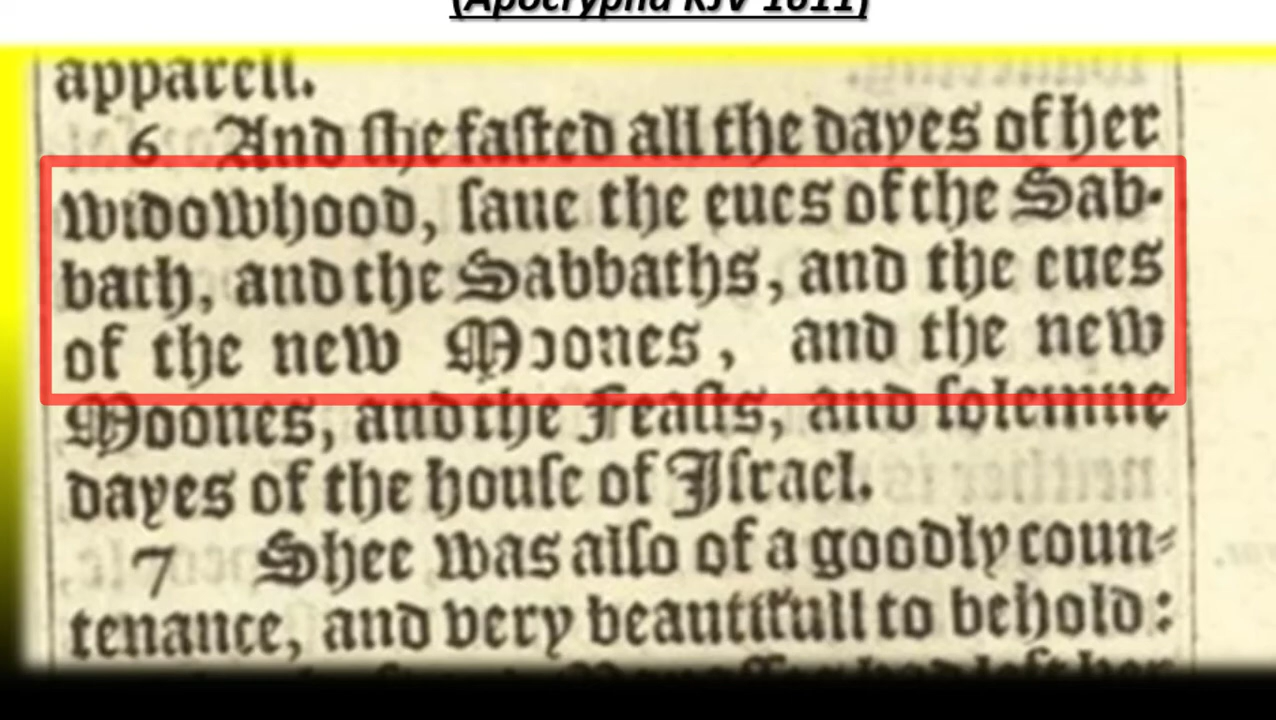 (Apocrypha KJV 1611)
apparell.
6 And ſhe faſted all the dayes of her
widowhood, ſaue the eues of the Sab-
bath, and the Sabbaths, and the eues
of the new Moones, and the new
Moones, and the Feaſts, and ſolemne
dayes of the houſe of Iſrael.
7 Shee was alſo of a goodly coun-
tenance, and very beautifull to behold:
had left her